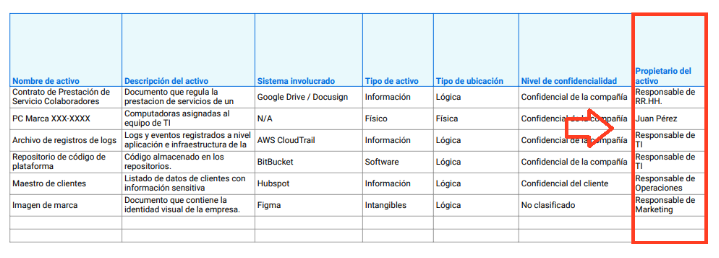 Propietario del
Nombre de activo Descripción del activo Sistema involucrado Tipo de activo Tipo de ubicación Nivel de confidencialidad activo
Contrato de Prestación de Documento que regula la Responsable de
Servicio Colaboradores prestacion de servicios de un Google Drive / Docusign Información Lógica Confidencial de la compañía RR.HH.
PC Marca XXX-XXXX Computadoras asignadas al
equipo de TI N/A Físico Física Confidencial de la compañía Juan Pérez
Archivo de registros de logs Logs y eventos registrados a nivel Responsable de
aplicación e infraestructura de la AWS CloudTrail Información Lógica Confidencial de la compañía TI
Repositorio de código de Código almacenado en los Responsable de
plataforma repositorios. BitBucket Software Lógica Confidencial de la compañía TI
Maestro de clientes Listado de datos de clientes con Responsable de
información sensitiva Hubspot Información Lógica Confidencial del cliente Operaciones
Imagen de marca Documento que contiene la Responsable de
identidad visual de la empresa. Figma Intangibles Lógica No clasificado Marketing